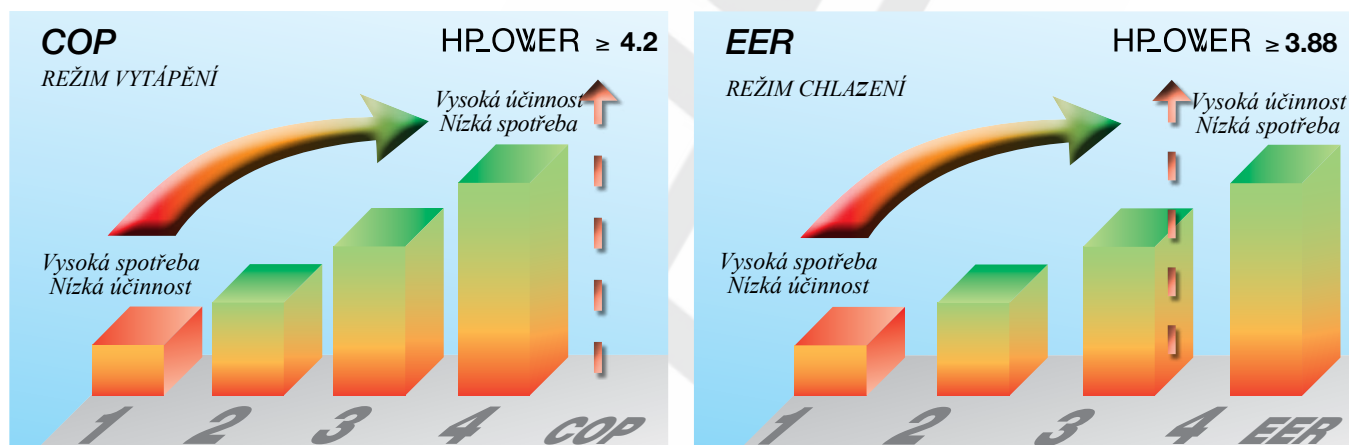 COP
HP_OWER ≥ 4.2
REŽIM VYTÁPĚNÍ
Vysoká účinnost
Nízká spotřeba
Vysoká spotřeba
Nízká účinnost
1 2 3 4 COP
EER
HP_OWER ≥ 3.88
REŽIM CHLAZENÍ
Vysoká účinnost
Nízká spotřeba
Vysoká spotřeba
Nízká účinnost
1 2 3 4 EER